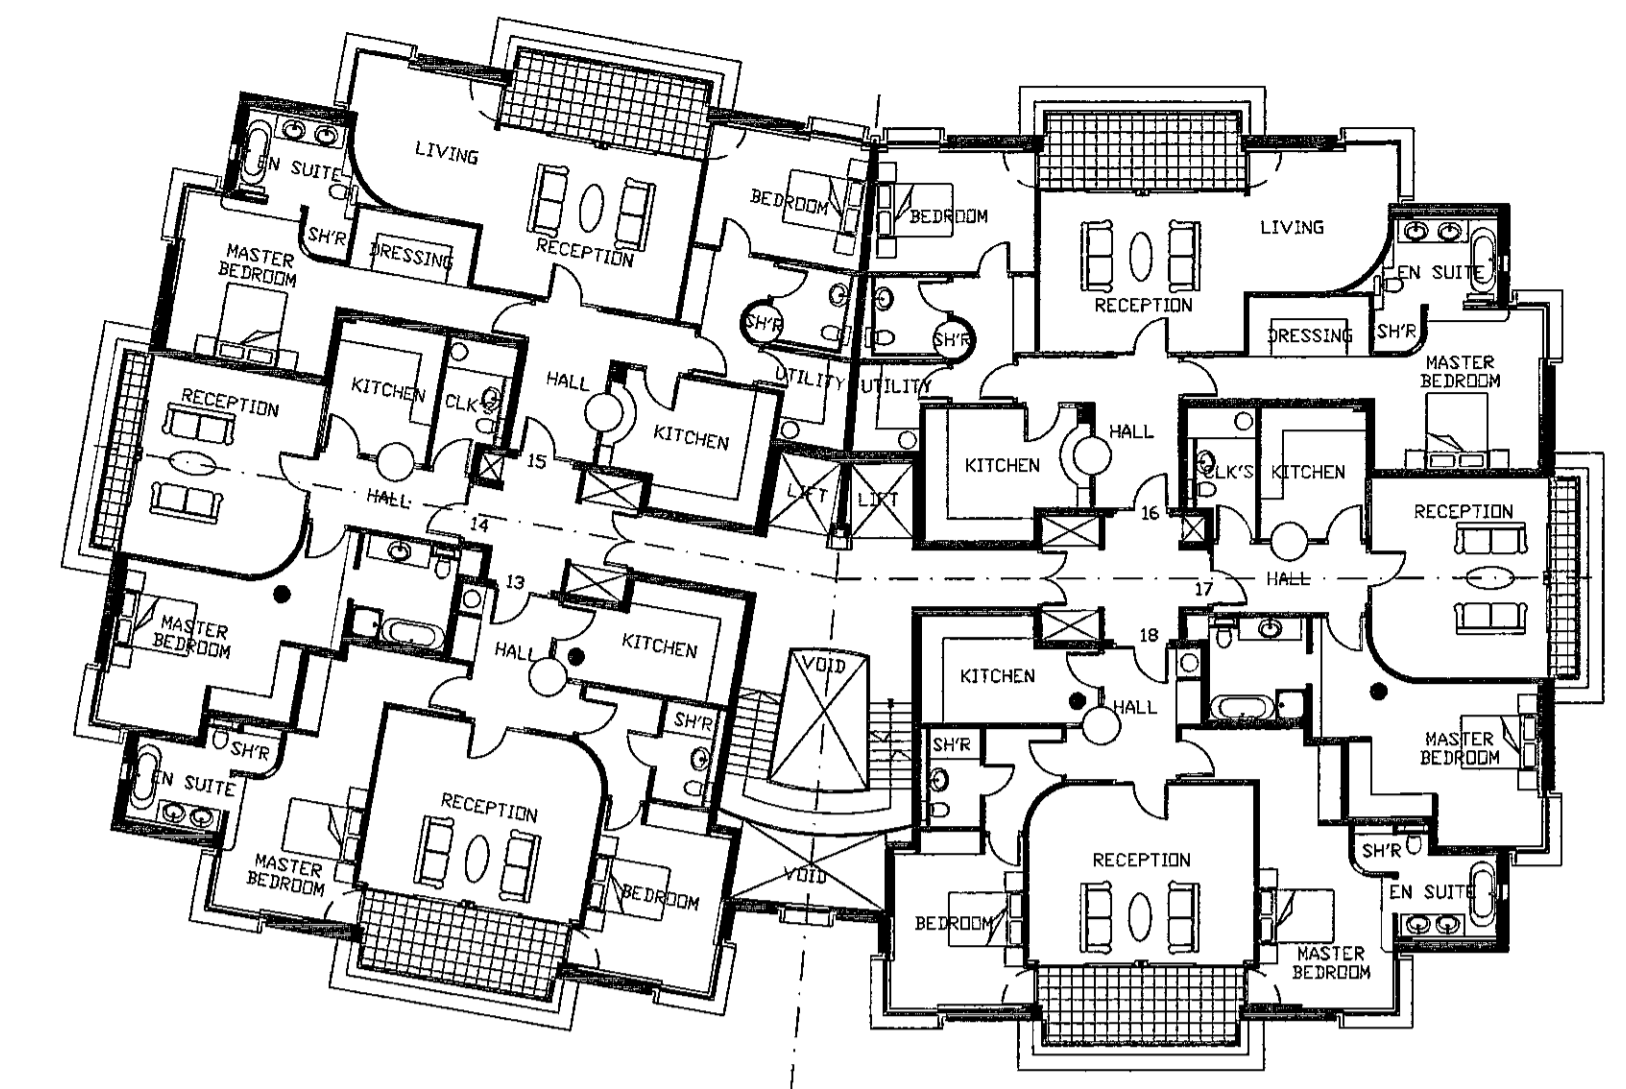 LIVING
EN SUITE
SH'R
DRESSING
MASTER
BEDROOM
RECEPTION
BEDROOM
SH'R
UTILITY
KITCHEN
CLK'S
HALL
KITCHEN
RECEPTION
HALL
15
14
13
LIFT
LIFT
BEDROOM
RECEPTION
LIVING
EN SUITE
SH'R
DRESSING
MASTER
BEDROOM
SH'R
UTILITY
KITCHEN
HALL
CLK'S
KITCHEN
RECEPTION
16
17
18
HALL
MASTER
BEDROOM
HALL
KITCHEN
VOID
SH'R
EN SUITE
SH'R
RECEPTION
MASTER
BEDROOM
BEDROOM
VOID
KITCHEN
HALL
SH'R
MASTER
BEDROOM
RECEPTION
SH'R
EN SUITE
BEDROOM
MASTER
BEDROOM